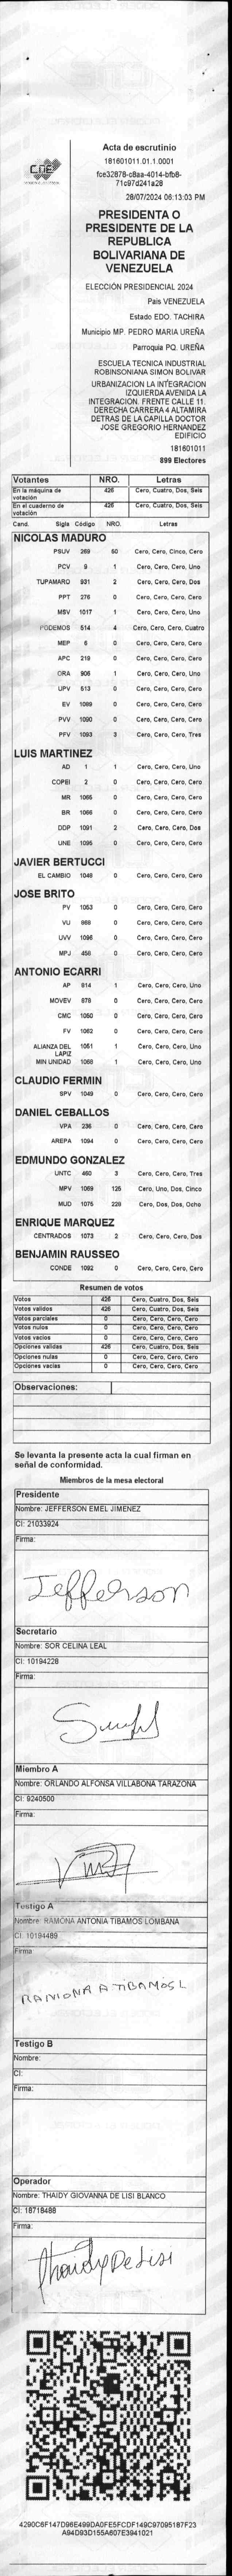 CNE
Acta de escrutinio
181601011.01.1.0001
fce32878-c8aa-4014-bfb8-
71c97d241a28
28/07/2024 06:13:03 PM
PRESIDENTA O
PRESIDENTE DE LA
REPUBLICA
BOLIVARIANA DE
VENEZUELA
ELECCIÓN PRESIDENCIAL 2024
Pais VENEZUELA
Estado EDO. TACHIRA
Municipio MP. PEDRO MARIA UREÑA
Parroquia PQ. UREÑA
ESCUELA TECNICA INDUSTRIAL
ROBINSONIANA SIMON BOLIVAR
URBANIZACION LA INTEGRACION
IZQUIERDA AVENIDA LA
INTEGRACION. FRENTE CALLE 11.
DERECHA CARRERA 4 ALTAMIRA
DETRAS DE LA CAPILLA DOCTOR
JOSE GREGORIO HERNANDEZ
EDIFICIO
181601011
899 Electores
Votantes NRO. Letras
En la máquina de votación 426 Cero, Cuatro, Dos, Seis
En el cuaderno de votación 426 Cero, Cuatro, Dos, Seis
Cand. Sigla Código NRO. Letras
NICOLAS MADURO
PSUV 269 50 Cero, Cero, Cinco, Cero
PCV 9 1 Cero, Cero, Cero, Uno
TUPAMARO 931 2 Cero, Cero, Cero, Dos
PPT 276 0 Cero, Cero, Cero, Cero
MSV 1017 1 Cero, Cero, Cero, Uno
PODEMOS 514 4 Cero, Cero, Cero, Cuatro
MEP 6 0 Cero, Cero, Cero, Cero
APC 219 0 Cero, Cero, Cero, Cero
ORA 906 1 Cero, Cero, Cero, Uno
UPV 513 0 Cero, Cero, Cero, Cero
EV 1089 0 Cero, Cero, Cero, Cero
PVV 1090 0 Cero, Cero, Cero, Cero
PFV 1093 3 Cero, Cero, Cero, Tres
LUIS MARTINEZ
AD 1 1 Cero, Cero, Cero, Uno
COPEI 2 0 Cero, Cero, Cero, Cero
MR 1065 0 Cero, Cero, Cero, Cero
BR 1066 0 Cero, Cero, Cero, Cero
DDP 1091 2 Cero, Cero, Cero, Dos
UNE 1095 0 Cero, Cero, Cero, Cero
JAVIER BERTUCCI
EL CAMBIO 1048 0 Cero, Cero, Cero, Cero
JOSE BRITO
PV 1053 0 Cero, Cero, Cero, Cero
VU 868 0 Cero, Cero, Cero, Cero
UVV 1096 0 Cero, Cero, Cero, Cero
MPJ 456 0 Cero, Cero, Cero, Cero
ANTONIO ECARRI
AP 914 1 Cero, Cero, Cero, Uno
MOVEV 878 0 Cero, Cero, Cero, Cero
CMC 1050 0 Cero, Cero, Cero, Cero
FV 1062 0 Cero, Cero, Cero, Cero
ALIANZA DEL LAPIZ 1051 1 Cero, Cero, Cero, Uno
MIN UNIDAD 1068 1 Cero, Cero, Cero, Uno
CLAUDIO FERMIN
SPV 1049 0 Cero, Cero, Cero, Cero
DANIEL CEBALLOS
VPA 236 0 Cero, Cero, Cero, Cero
AREPA 1094 0 Cero, Cero, Cero, Cero
EDMUNDO GONZALEZ
UNTC 460 3 Cero, Cero, Cero, Tres
MPV 1069 125 Cero, Uno, Dos, Cinco
MUD 1075 228 Cero, Dos, Dos, Ocho
ENRIQUE MARQUEZ
CENTRADOS 1073 2 Cero, Cero, Cero, Dos
BENJAMIN RAUSSEO
CONDE 1092 0 Cero, Cero, Cero, Cero
Resumen de votos
Votos 426 Cero, Cuatro, Dos, Seis
Votos validos 426 Cero, Cuatro, Dos, Seis
Votos parciales 0 Cero, Cero, Cero, Cero
Votos nulos 0 Cero, Cero, Cero, Cero
Votos vacios 0 Cero, Cero, Cero, Cero
Opciones validas 426 Cero, Cuatro, Dos, Seis
Opciones nulas 0 Cero, Cero, Cero, Cero
Opciones vacias 0 Cero, Cero, Cero, Cero
Observaciones:
Se levanta la presente acta la cual firman en
señal de conformidad.
Miembros de la mesa electoral
Presidente
Nombre: JEFFERSON EMEL JIMENEZ
CI: 21033924
Firma:
Jefferson
Secretario
Nombre: SOR CELINA LEAL
CI: 10194228
Firma:
Miembro A
Nombre: ORLANDO ALFONSA VILLABONA TARAZONA
CI: 9240500
Firma:
Testigo A
Nombre: RAMONA ANTONIA TIBAMOS LOMBANA
CI: 10194489
Firma
RAMONA A TIBAMOS L
Testigo B
Nombre:
CI:
Firma:
Operador
Nombre: THAIDY GIOVANNA DE LISI BLANCO
CI: 18718488
Firma:
Thaidy De Lisi
4290C6F147D96E499DA0FE5FCDF149C97095187F23
A94D93D155A607E3941021